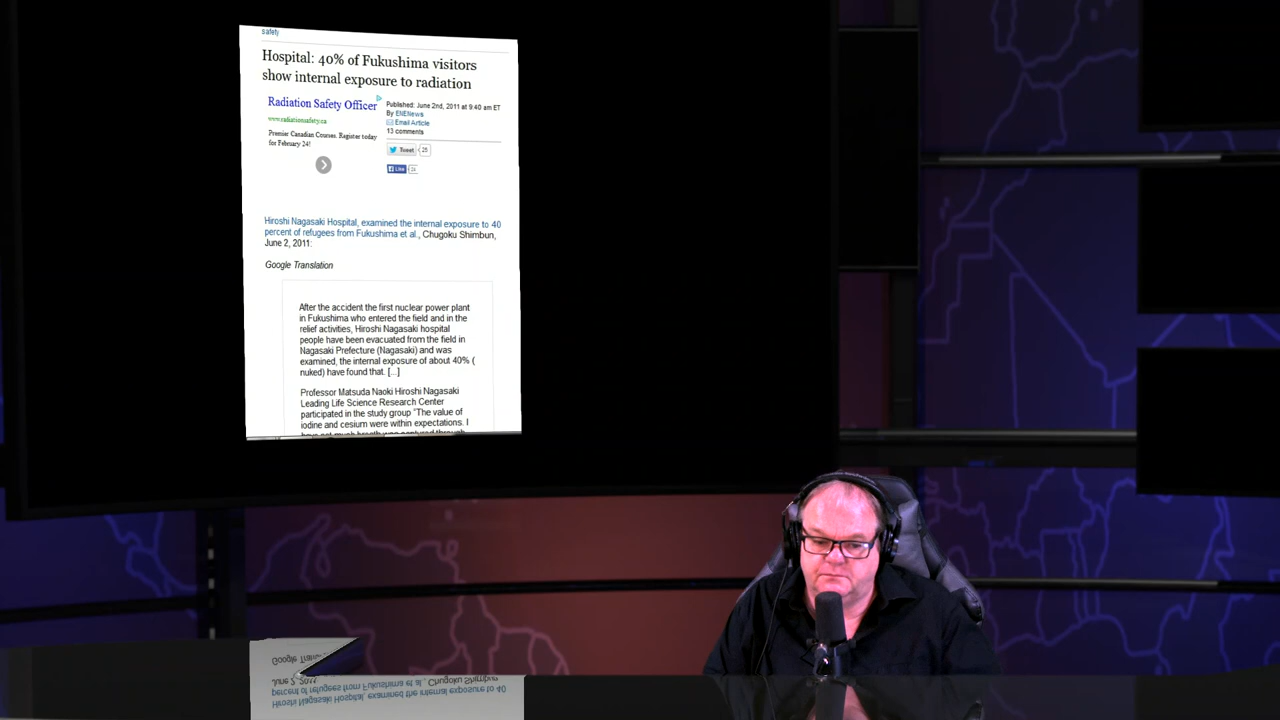 safety
Hospital: 40% of Fukushima visitors
show internal exposure to radiation
Radiation Safety Officer
www.radiationsafety.ca
Premier Canadian Courses. Register today
for February 24!
Published: June 2nd, 2011 at 9:40 am ET
By ENENews
Email Article
13 comments
Tweet 25
Like
Hiroshi Nagasaki Hospital, examined the internal exposure to 40
percent of refugees from Fukushima et al., Chugoku Shimbun,
June 2, 2011:
Google Translation
After the accident the first nuclear power plant
in Fukushima who entered the field and in the
relief activities, Hiroshi Nagasaki hospital
people have been evacuated from the field in
Nagasaki Prefecture (Nagasaki) and was
examined, the internal exposure of about 40% (
nuked) have found that. [...]
Professor Matsuda Naoki Hiroshi Nagasaki
Leading Life Science Research Center
participated in the study group "The value of
iodine and cesium were within expectations. I
have not much breath was captured through